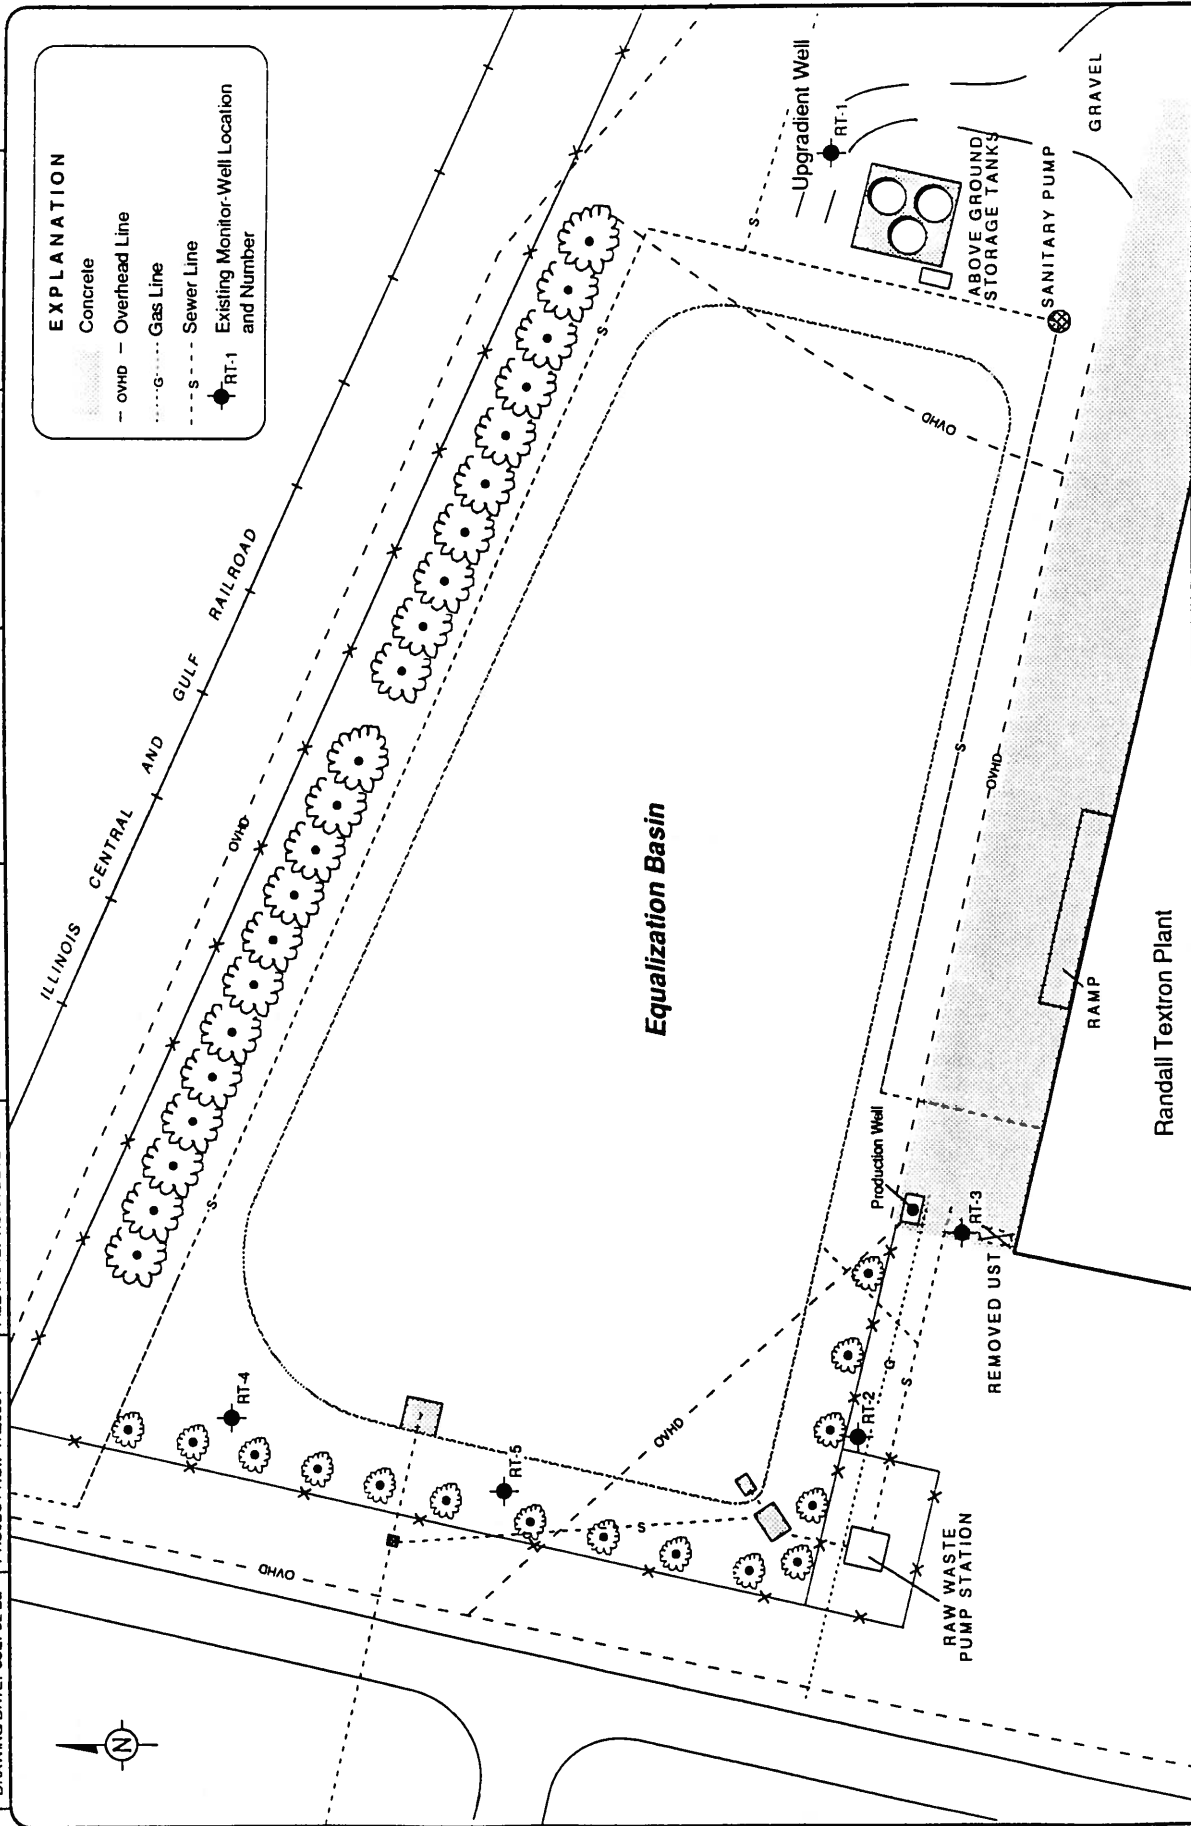 EXPLANATION
Concrete
— OVHD — Overhead Line
·····G····· Gas Line
---s--- Sewer Line
RT-1 Existing Monitor-Well Location
and Number
ILLINOIS CENTRAL AND GULF RAILROAD
OVHD
S
S
S
Upgradient Well
RT-1
GRAVEL
ABOVE GROUND
STORAGE TANKS
SANITARY PUMP
OVHD
Equalization Basin
S
OVHD
RAMP
Randall Textron Plant
Production Well
RT-3
REMOVED UST
RT-4
RT-5
RT-2
G
S
OVHD
S
OVHD
RAW WASTE
PUMP STATION
N